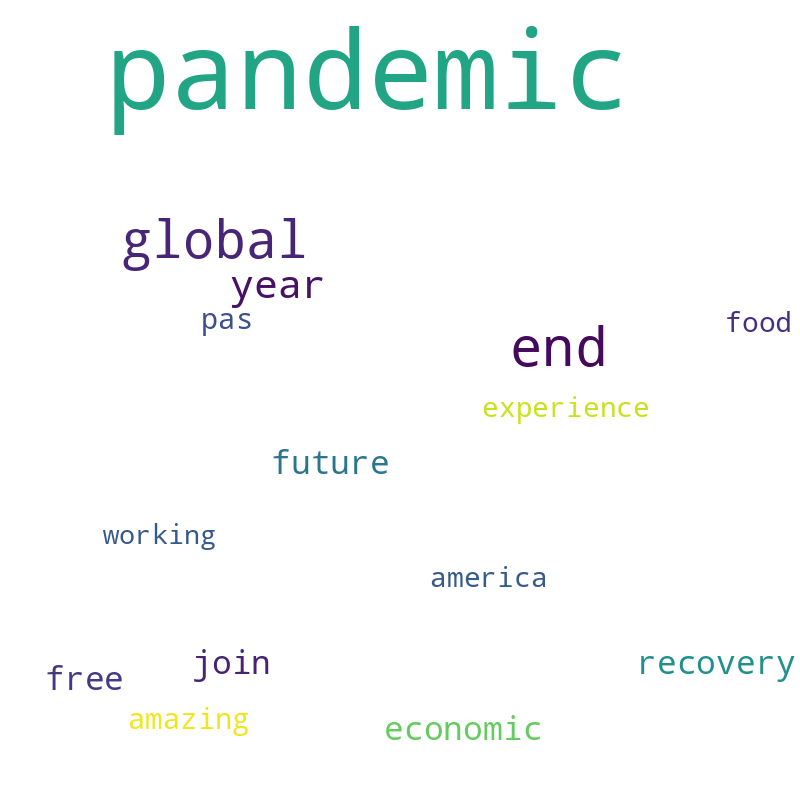 pandemic
global
year
pas
food
end
experience
future
working
america
join
recovery
free
amazing
economic